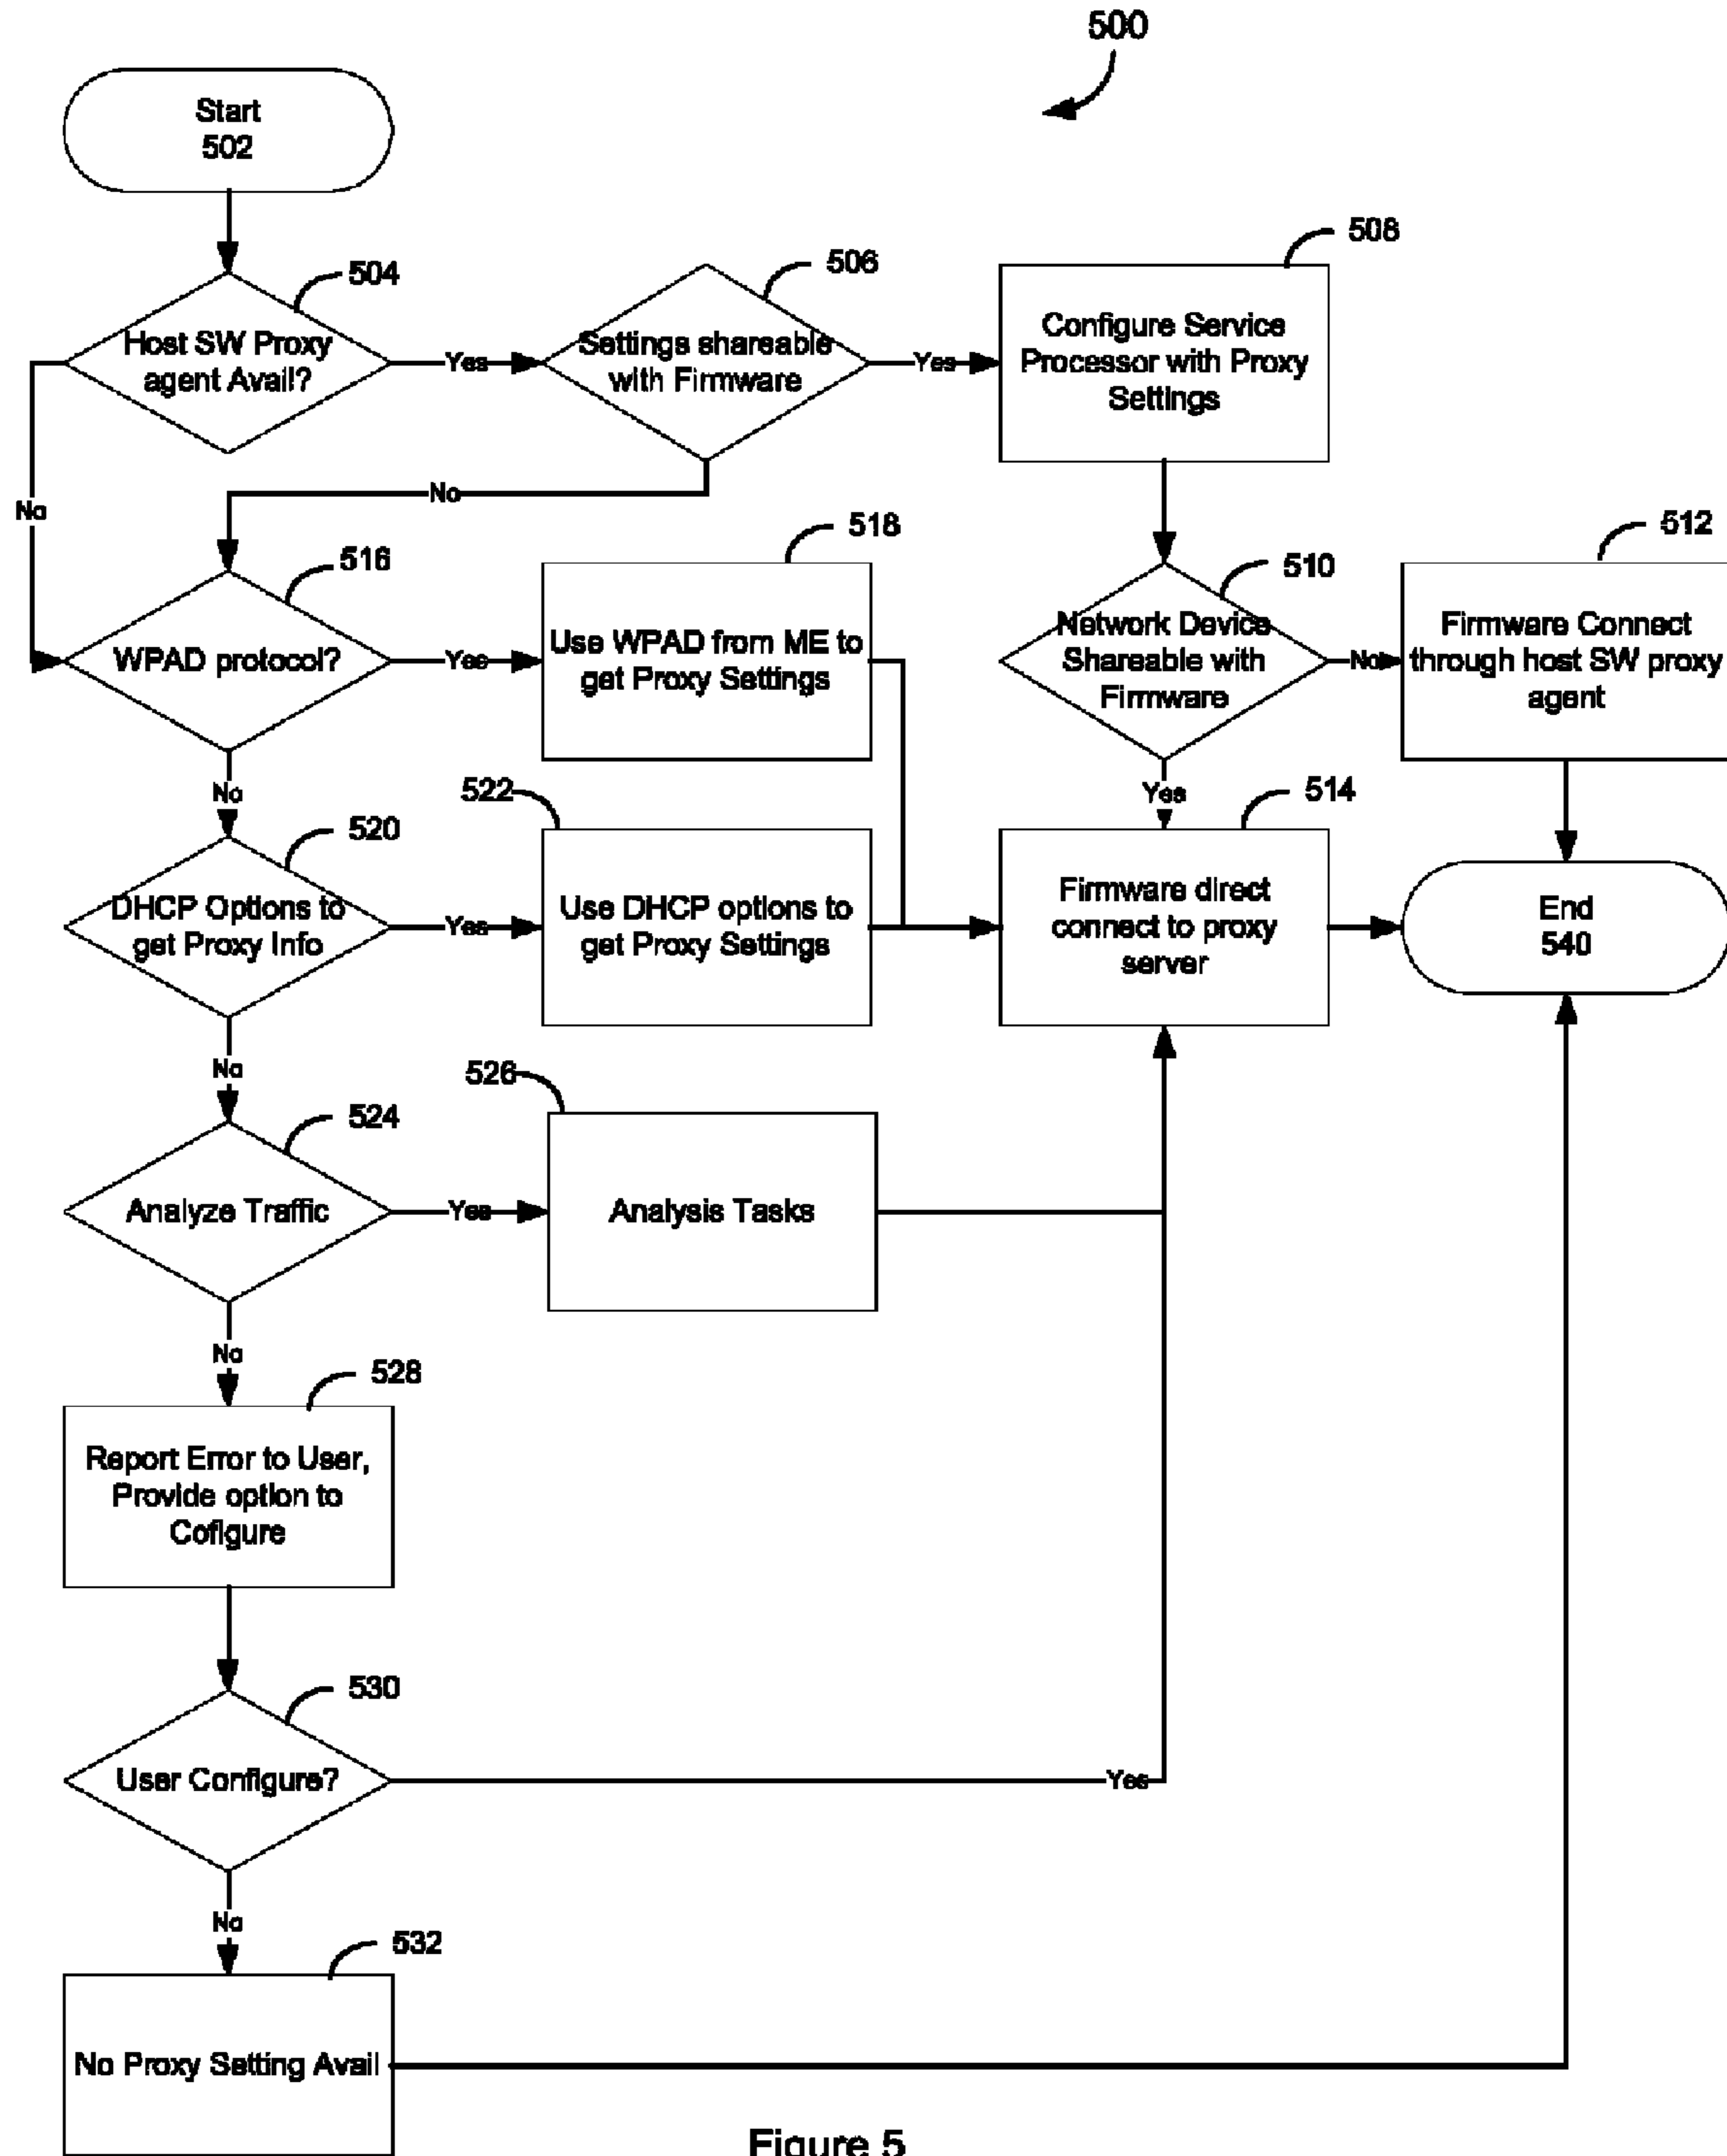 500
Start
502
504
Host SW Proxy
agent Avail?
Yes
506
Settings shareable
with Firmware
Yes
508
Configure Service
Processor with Proxy
Settings
No
No
516
WPAD protocol?
Yes
518
Use WPAD from ME to
get Proxy Settings
510
Network Device
Shareable with
Firmware
No
512
Firmware Connect
through host SW proxy
agent
No
Yes
520
DHCP Options to
get Proxy Info
Yes
522
Use DHCP options to
get Proxy Settings
514
Firmware direct
connect to proxy
server
End
540
No
524
Analyze Traffic
Yes
526
Analysis Tasks
No
528
Report Error to User,
Provide option to
Cofigure
530
User Configure?
Yes
No
532
No Proxy Setting Avail
Figure 5